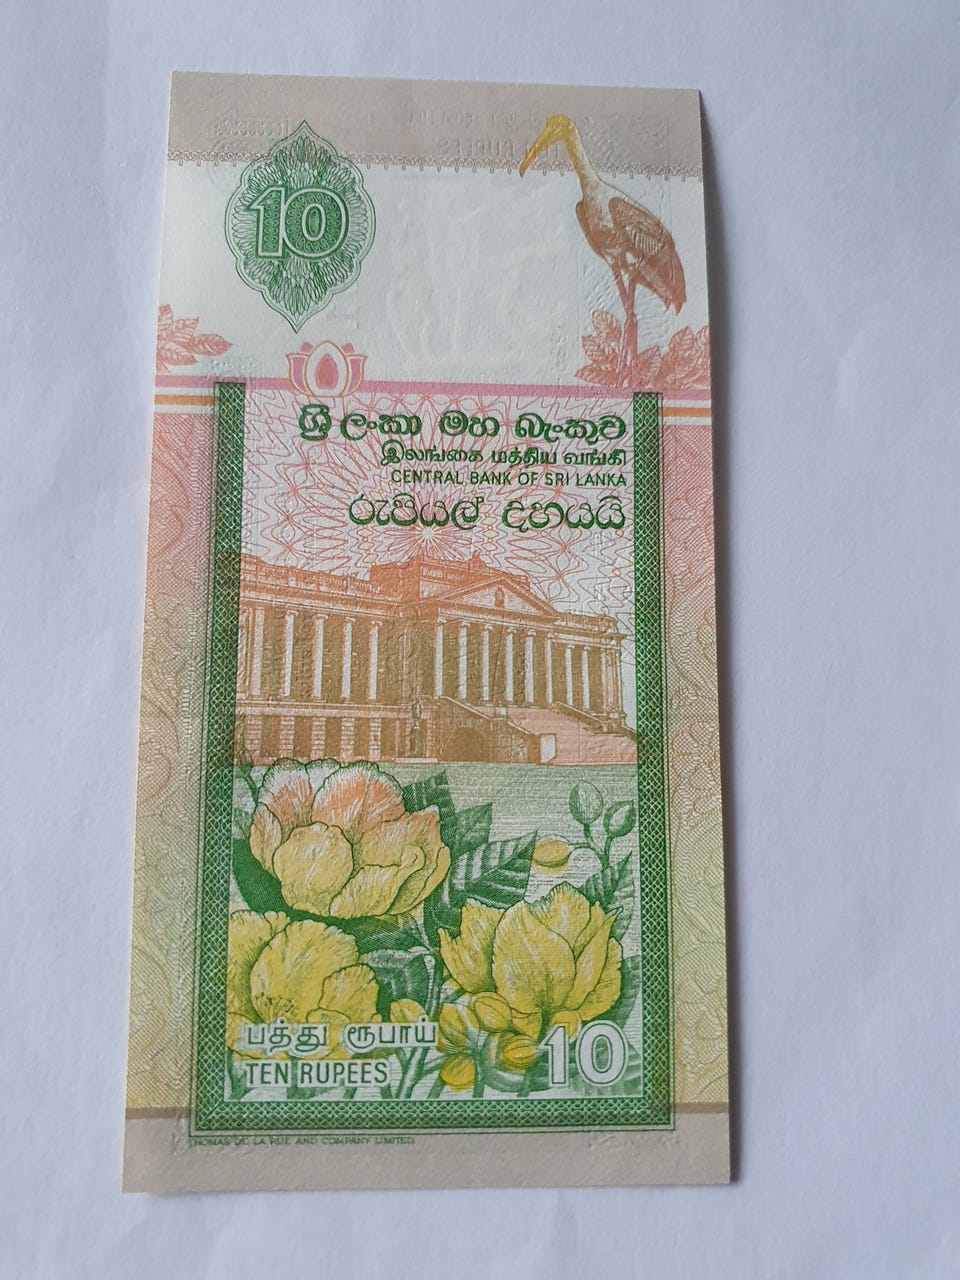 10
ශ්‍රී ලංකා මහ බැංකුව
இலங்கை மத்திய வங்கி
CENTRAL BANK OF SRI LANKA
රුපියල් දහයයි
பத்து ரூபாய்
TEN RUPEES
10
THOMAS DE LA RUE AND COMPANY LIMITED